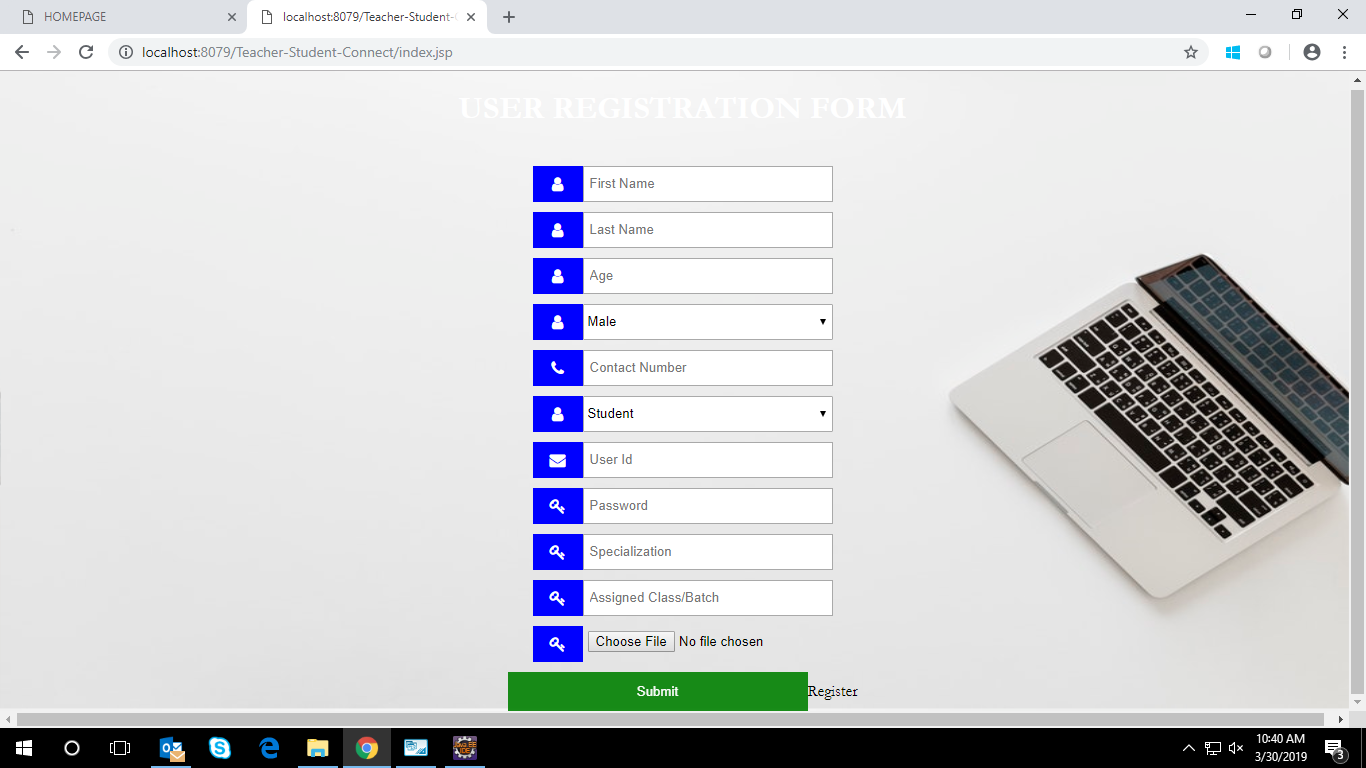 HOMEPAGE
localhost:8079/Teacher-Student-
localhost:8079/Teacher-Student-Connect/index.jsp
USER REGISTRATION FORM
First Name
Last Name
Age
Male
Contact Number
Student
User Id
Password
Specialization
Assigned Class/Batch
Choose File No file chosen
Submit Register
10:40 AM
3/30/2019
3